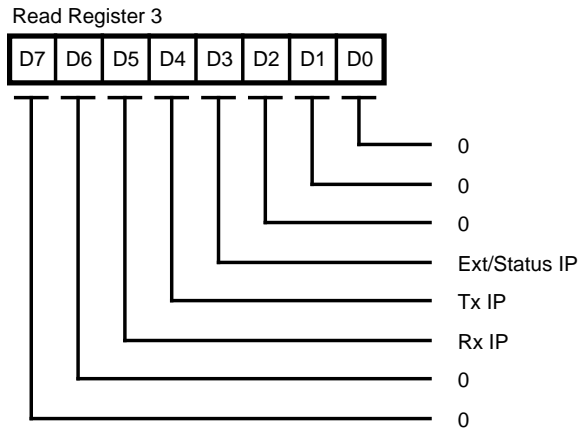 Read Register 3
D7 D6 D5 D4 D3 D2 D1 D0
0
0
0
Ext/Status IP
Tx IP
Rx IP
0
0